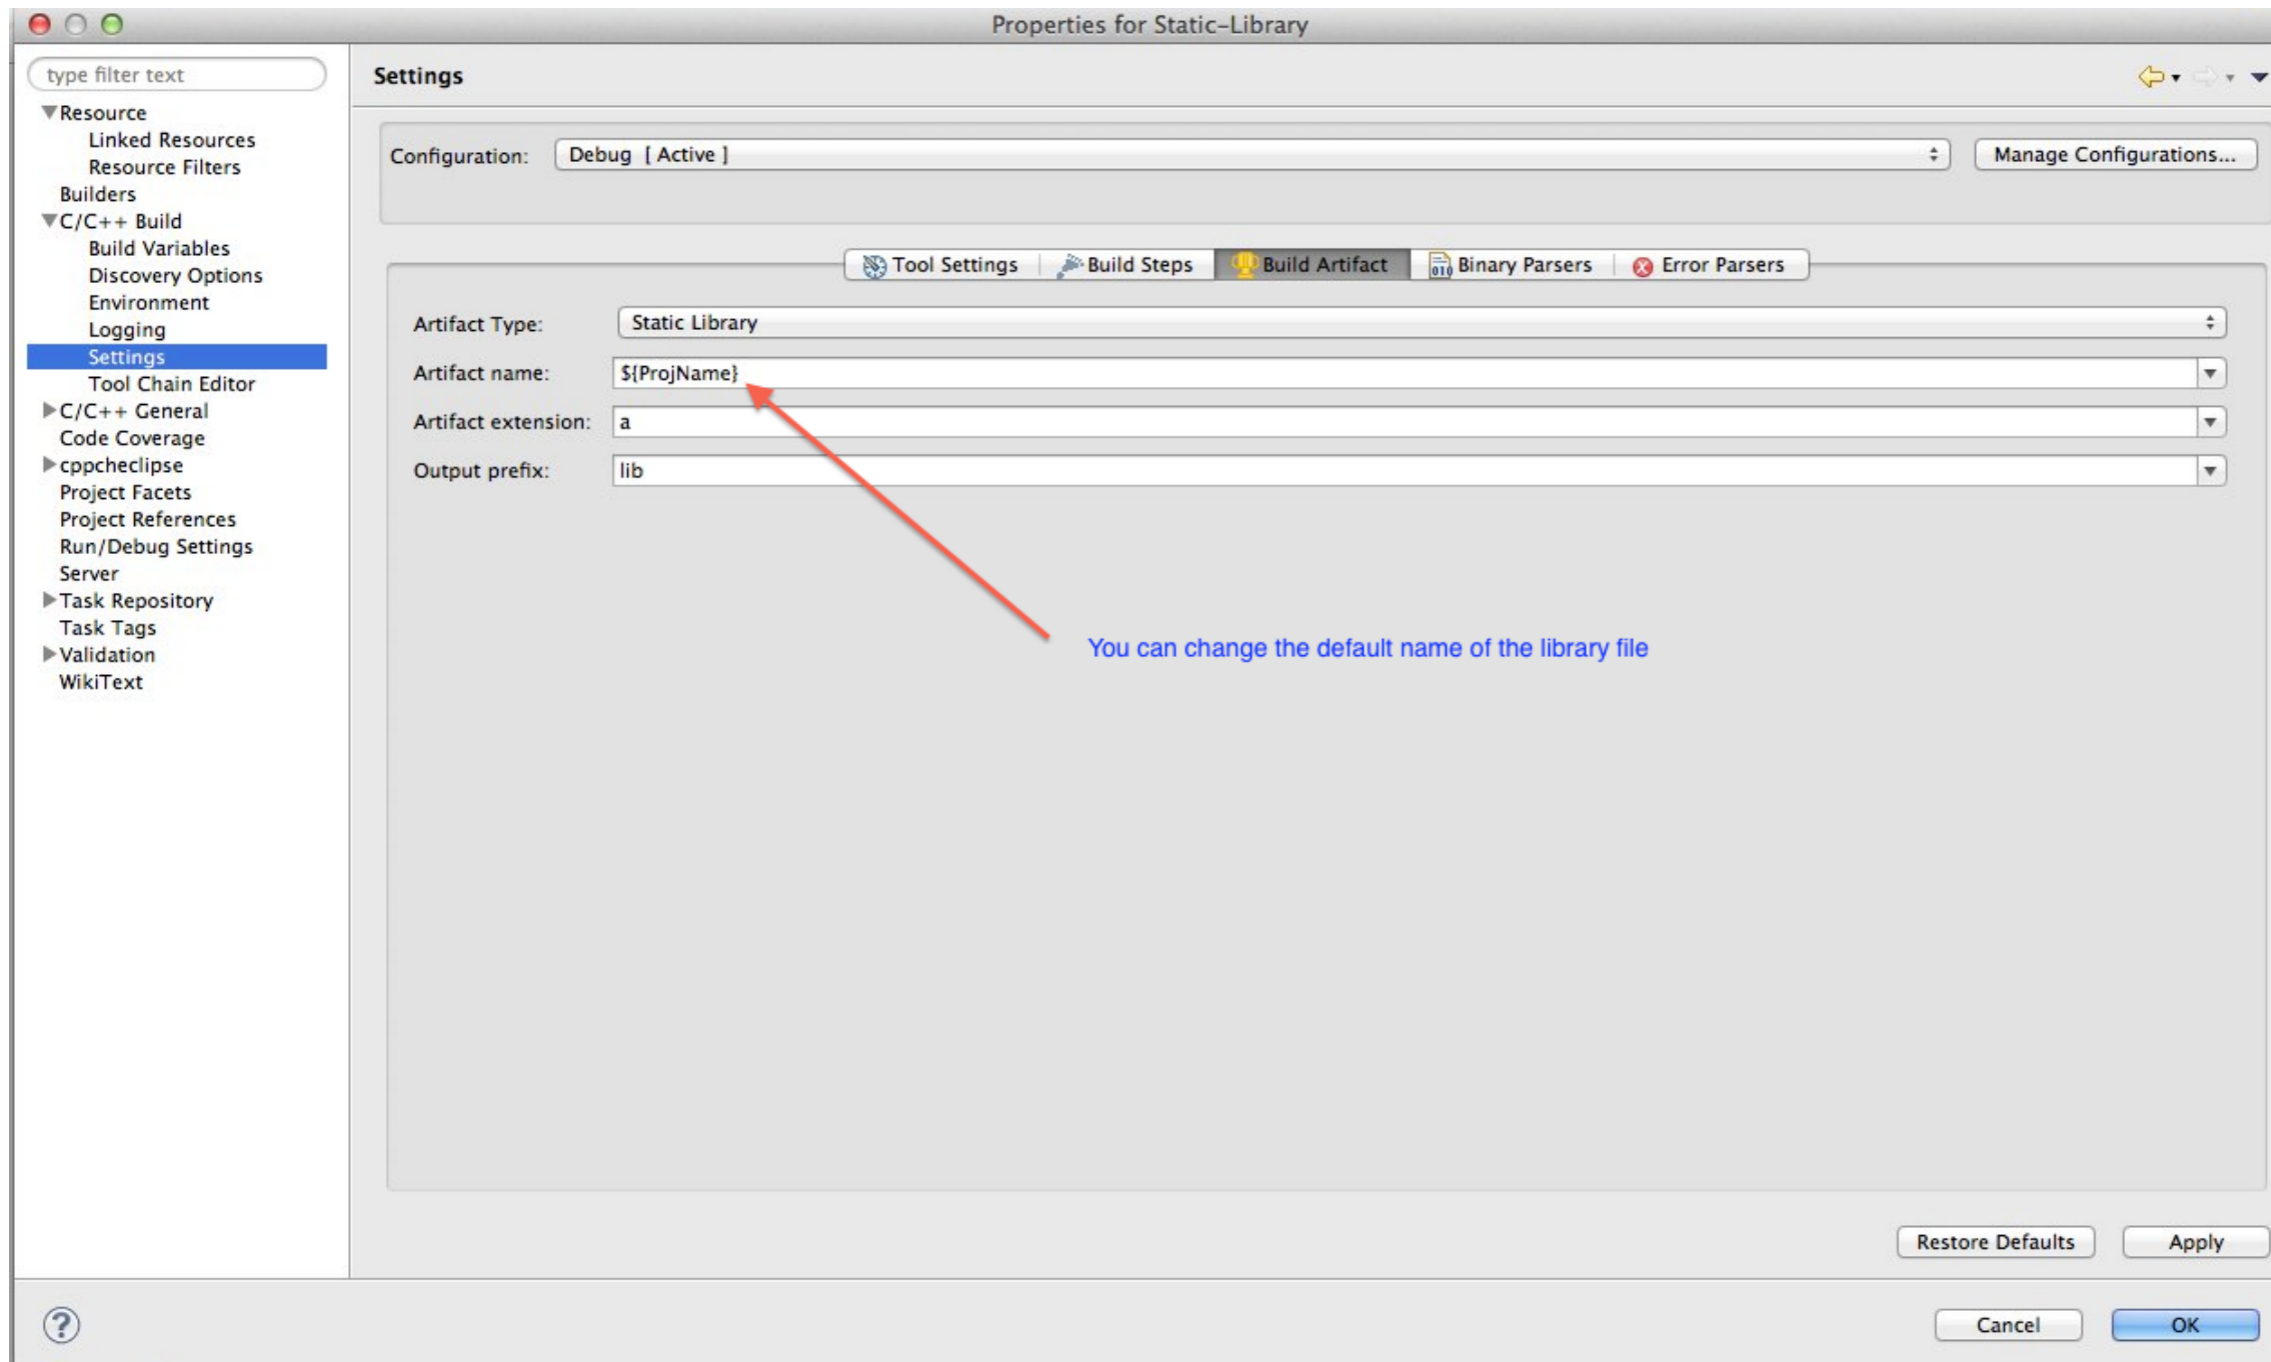 Properties for Static-Library
type filter text
Settings
Resource
Linked Resources
Resource Filters
Builders
C/C++ Build
Build Variables
Discovery Options
Environment
Logging
Settings
Tool Chain Editor
C/C++ General
Code Coverage
cppcheclipse
Project Facets
Project References
Run/Debug Settings
Server
Task Repository
Task Tags
Validation
WikiText
Configuration: Debug [ Active ] Manage Configurations...
Tool Settings Build Steps Build Artifact 010 Binary Parsers Error Parsers
Artifact Type: Static Library
Artifact name: ${ProjName}
Artifact extension: a
Output prefix: lib
You can change the default name of the library file
Restore Defaults Apply
? Cancel OK